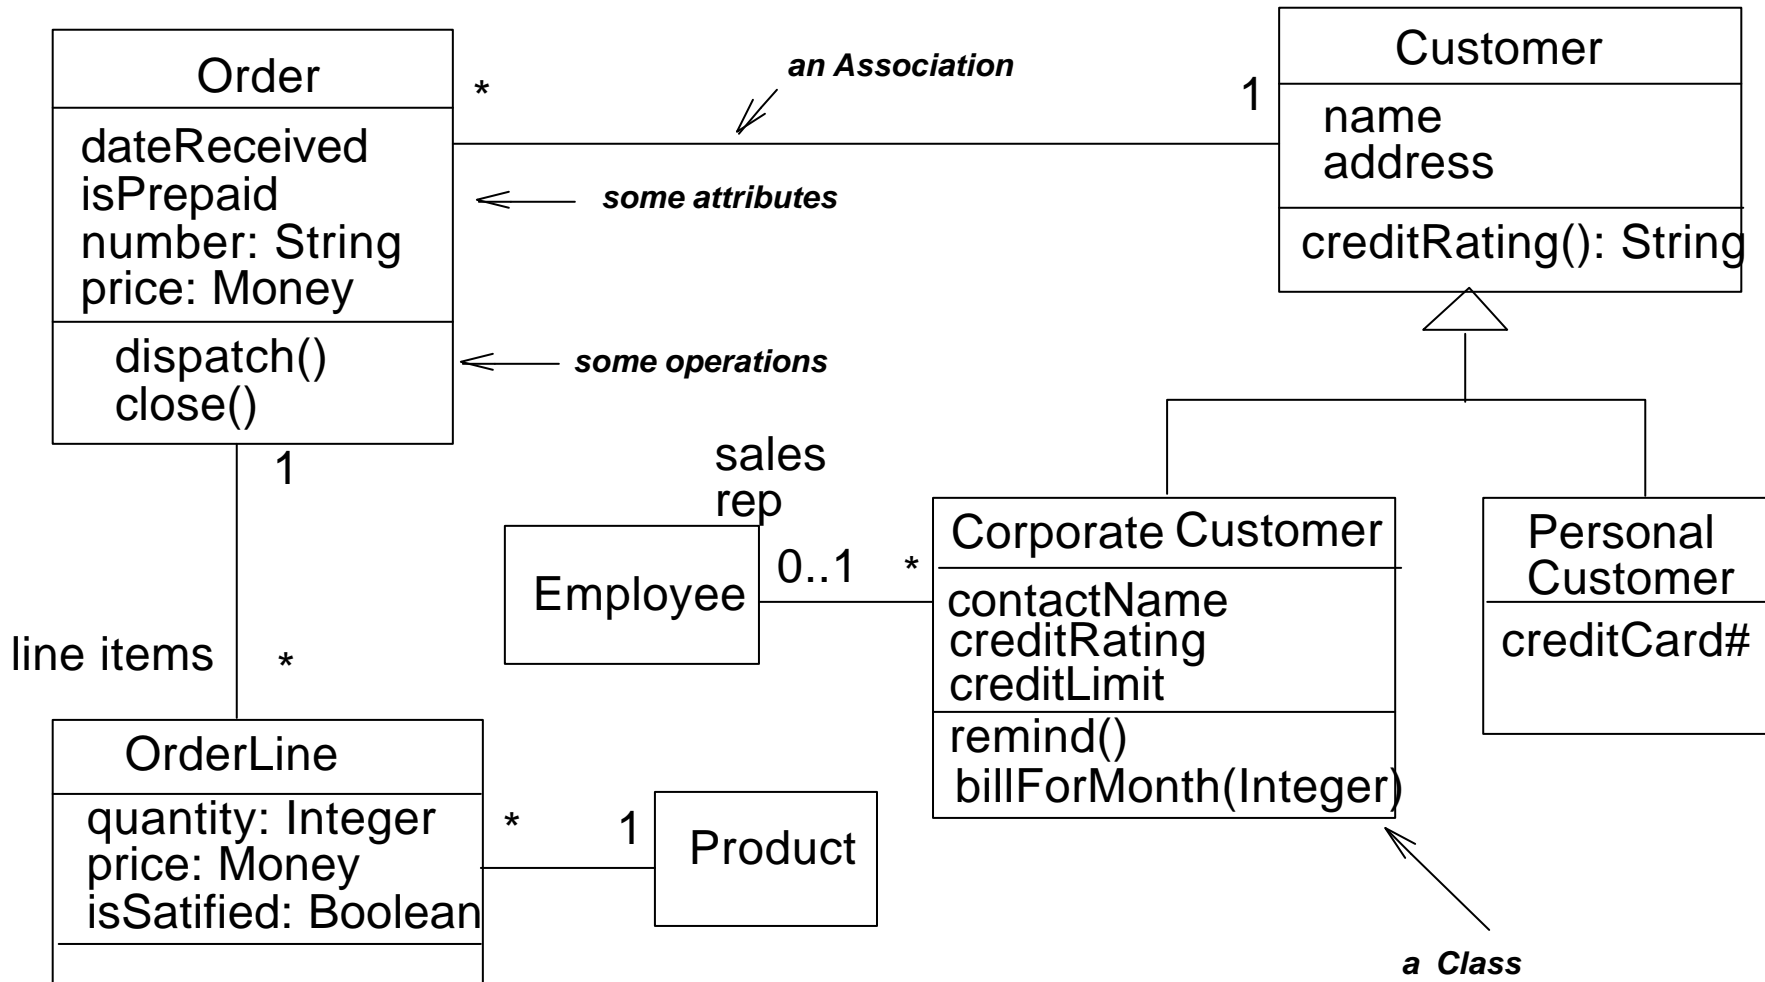 Order
dateReceived
isPrepaid
number: String
price: Money
dispatch()
close()
*
an Association
1
some attributes
some operations
Customer
name
address
creditRating(): String
1
line items
*
sales
rep
Employee
0..1
*
Corporate Customer
contactName
creditRating
creditLimit
remind()
billForMonth(Integer)
Personal
Customer
creditCard#
OrderLine
quantity: Integer
price: Money
isSatified: Boolean
*
1
Product
a Class